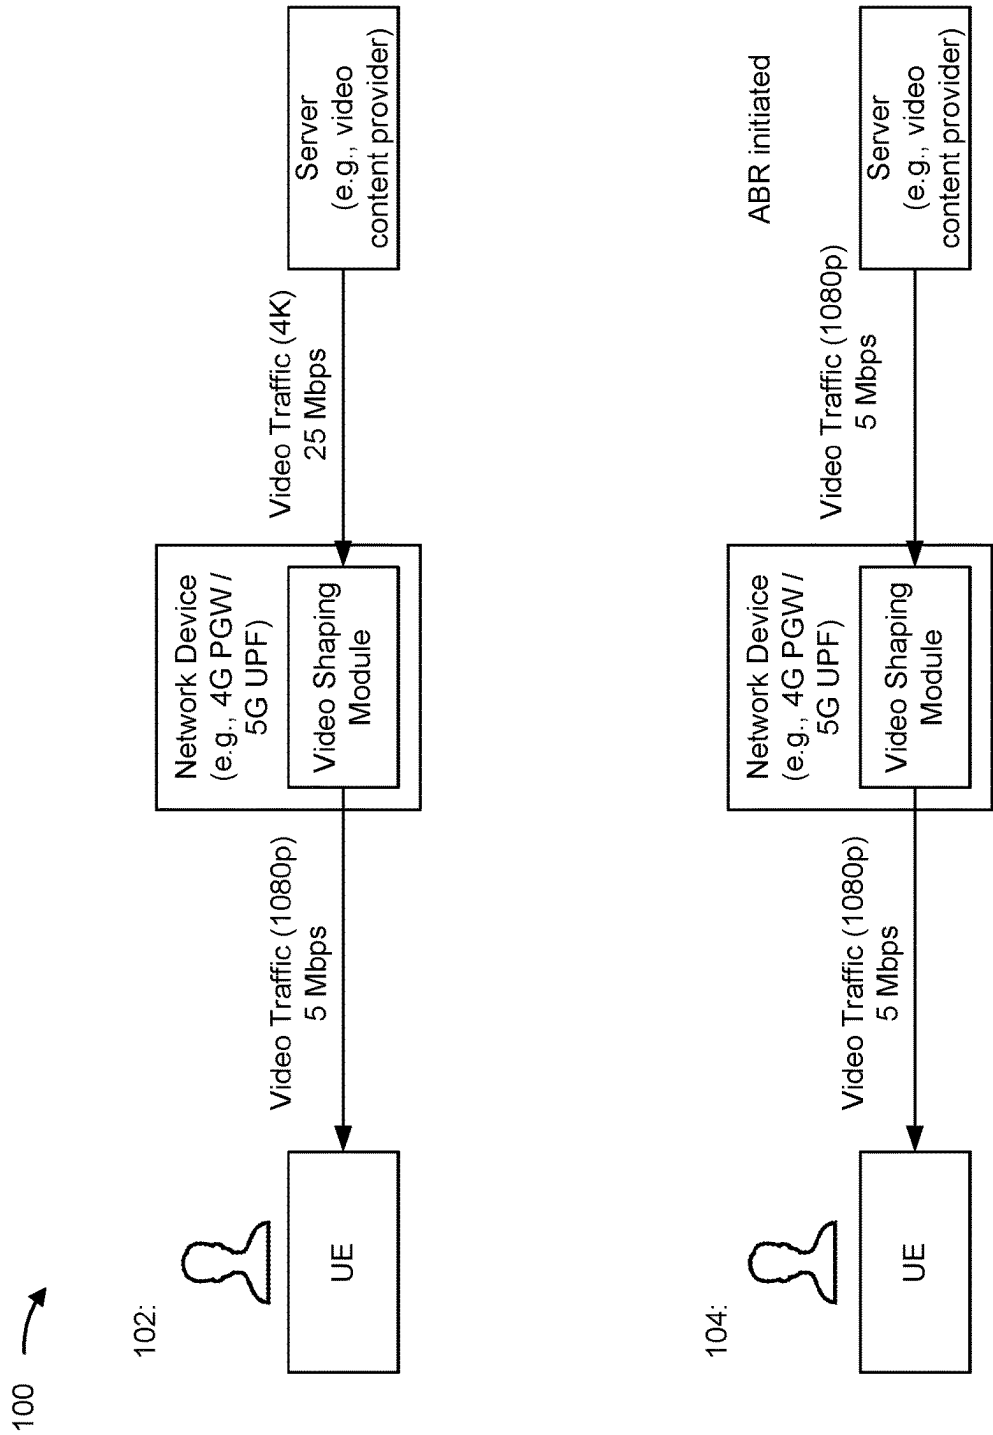 100
102:
UE
Video Traffic (1080p)
5 Mbps
Network Device
(e.g., 4G PGW /
5G UPF)
Video Shaping
Module
Video Traffic (4K)
25 Mbps
Server
(e.g., video
content provider)
104:
UE
Video Traffic (1080p)
5 Mbps
Network Device
(e.g., 4G PGW /
5G UPF)
Video Shaping
Module
Video Traffic (1080p)
5 Mbps
ABR initiated
Server
(e.g., video
content provider)